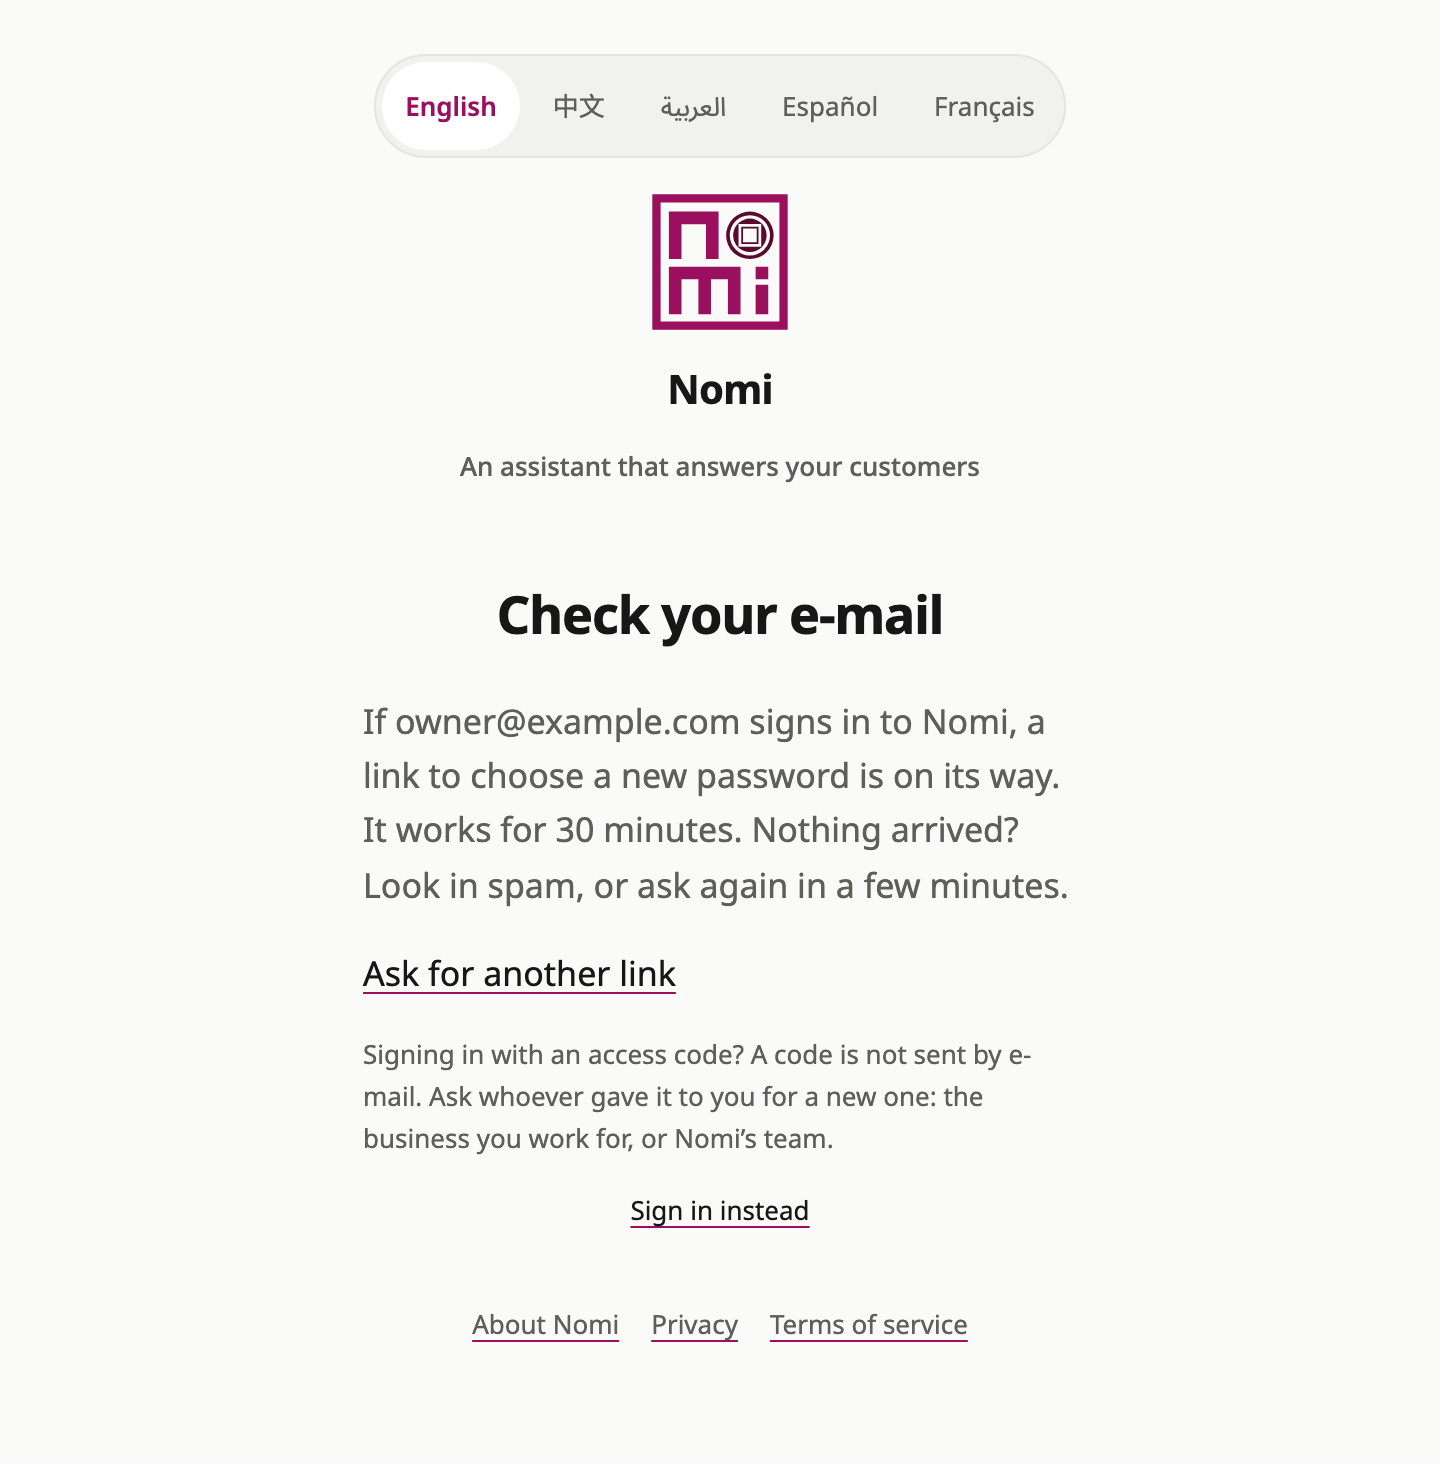 English 中文 العربية Español Français
nomi
Nomi
An assistant that answers your customers
Check your e-mail
If owner@example.com signs in to Nomi, a
link to choose a new password is on its way.
It works for 30 minutes. Nothing arrived?
Look in spam, or ask again in a few minutes.
Ask for another link
Signing in with an access code? A code is not sent by e-
mail. Ask whoever gave it to you for a new one: the
business you work for, or Nomi’s team.
Sign in instead
About Nomi Privacy Terms of service